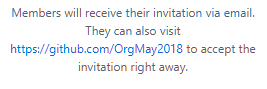 Members will receive their invitation via email.
They can also visit
https://github.com/OrgMay2018 to accept the
invitation right away.